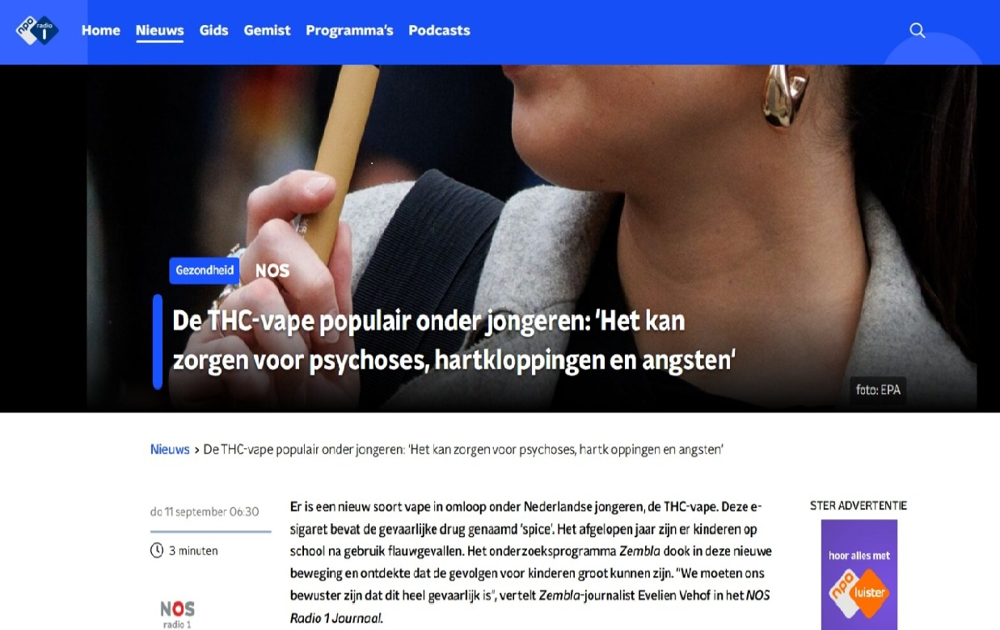 npo radio 1
Home Nieuws Gids Gemist Programma's Podcasts
Gezondheid NOS
De THC-vape populair onder jongeren: 'Het kan
zorgen voor psychoses, hartkloppingen en angsten'
foto: EPA
Nieuws > De THC-vape populair onder jongeren: 'Het kan zorgen voor psychoses, hartk oppingen en angsten'
do 11 september 06:30
3 minuten
NOS
radio 1
Er is een nieuw soort vape in omloop onder Nederlandse jongeren, de THC-vape. Deze e-
sigaret bevat de gevaarlijke drug genaamd 'spice'. Het afgelopen jaar zijn er kinderen op
school na gebruik flauwgevallen. Het onderzoeksprogramma Zembla dook in deze nieuwe
beweging en ontdekte dat de gevolgen voor kinderen groot kunnen zijn. "We moeten ons
bewuster zijn dat dit heel gevaarlijk is", vertelt Zembla-journalist Evelien Vehof in het NOS
Radio 1 Journaal.
STER ADVERTENTIE
hoor alles met
npo luister